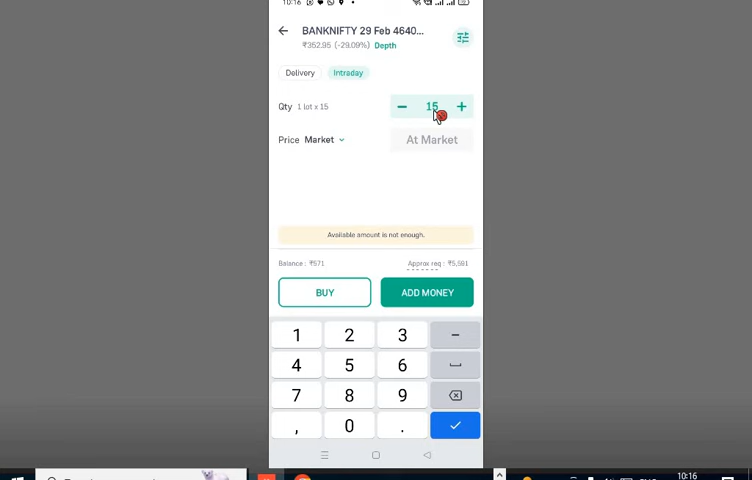 10:16
BANKNIFTY 29 Feb 4640...
₹352.95 (-29.09%) Depth
Delivery Intraday
Qty 1 lot x 15 − 15 +
Price Market At Market
Available amount is not enough.
Balance : ₹571 Approx req : ₹5,591
BUY ADD MONEY
1 2 3 −
4 5 6
7 8 9
, 0 .
ENG 10:16